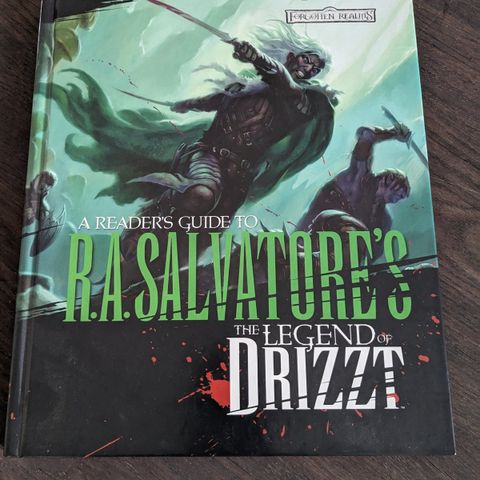 FORGOTTEN REALMS
A READER'S GUIDE TO
R.A. SALVATORE'S
THE LEGEND OF
DRIZZT